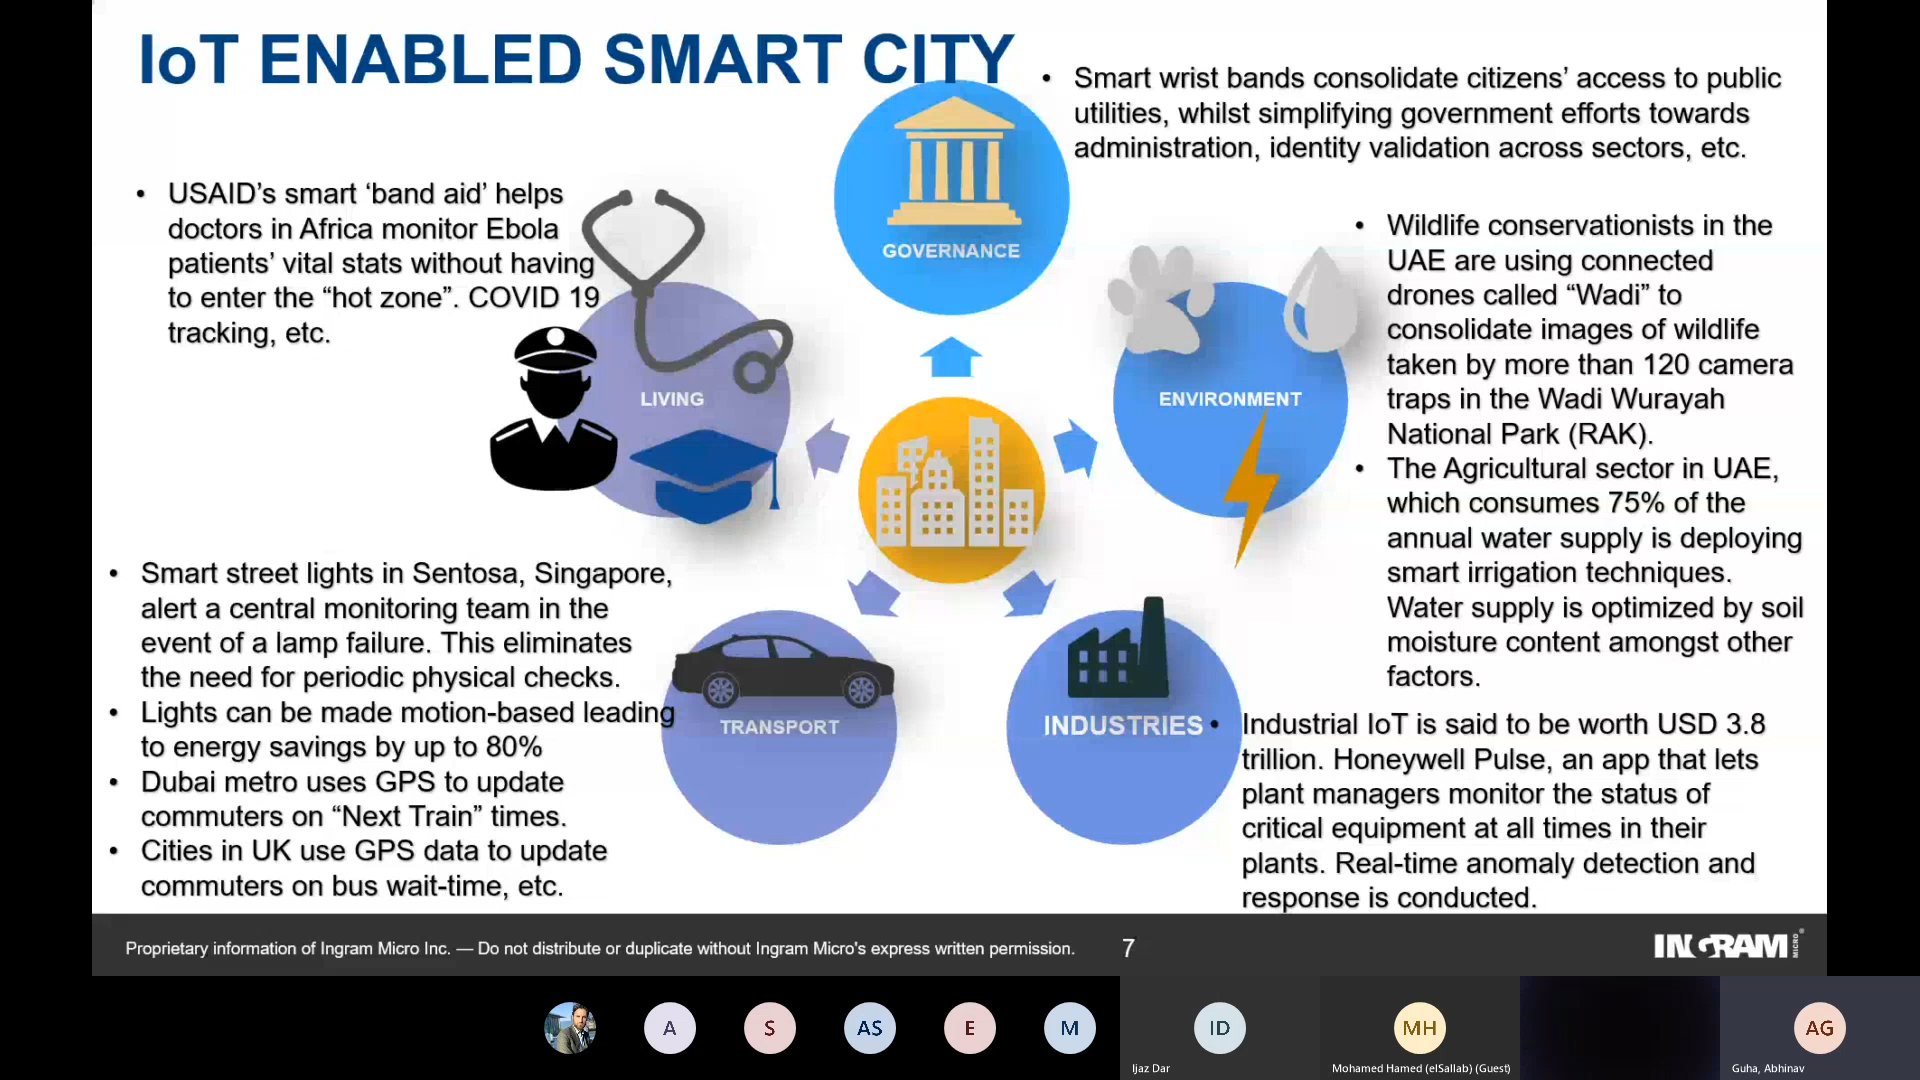 IoT ENABLED SMART CITY
• Smart wrist bands consolidate citizens’ access to public
utilities, whilst simplifying government efforts towards
administration, identity validation across sectors, etc.
GOVERNANCE
• USAID’s smart ‘band aid’ helps
doctors in Africa monitor Ebola
patients’ vital stats without having
to enter the “hot zone”. COVID 19
tracking, etc.
LIVING
ENVIRONMENT
• Wildlife conservationists in the
UAE are using connected
drones called “Wadi” to
consolidate images of wildlife
taken by more than 120 camera
traps in the Wadi Wurayah
National Park (RAK).
• The Agricultural sector in UAE,
which consumes 75% of the
annual water supply is deploying
smart irrigation techniques.
Water supply is optimized by soil
moisture content amongst other
factors.
• Smart street lights in Sentosa, Singapore,
alert a central monitoring team in the
event of a lamp failure. This eliminates
the need for periodic physical checks.
• Lights can be made motion-based leading
to energy savings by up to 80%
• Dubai metro uses GPS to update
commuters on “Next Train” times.
• Cities in UK use GPS data to update
commuters on bus wait-time, etc.
TRANSPORT
INDUSTRIES
• Industrial IoT is said to be worth USD 3.8
trillion. Honeywell Pulse, an app that lets
plant managers monitor the status of
critical equipment at all times in their
plants. Real-time anomaly detection and
response is conducted.
Proprietary information of Ingram Micro Inc. — Do not distribute or duplicate without Ingram Micro's express written permission.
7
INGRAM MICRO®
A
S
AS
E
M
ID
MH
AG
Ijaz Dar
Mohamed Hamed (elSallab) (Guest)
Guha, Abhinav